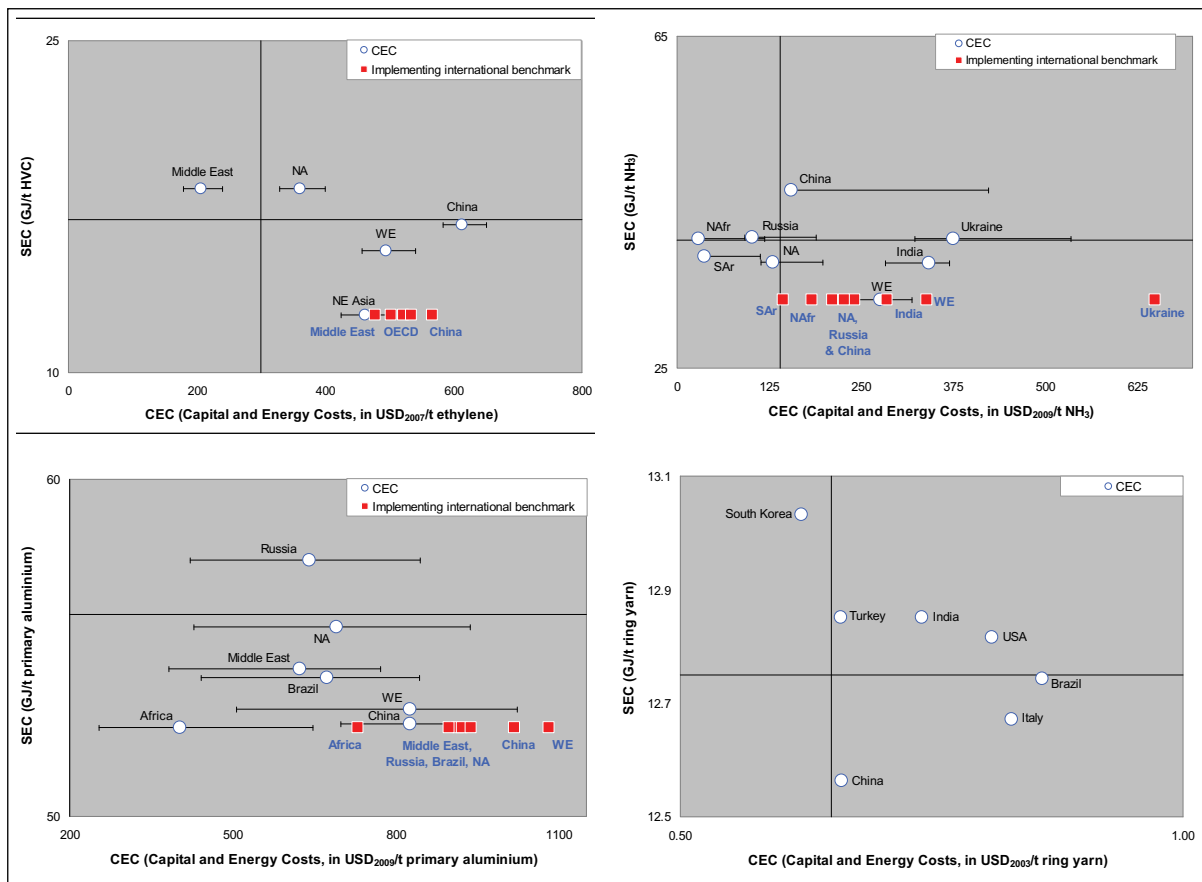 25
CEC
Implementing international benchmark
SEC (GJ/t HVC)
Middle East
NA
China
WE
NE Asia
Middle East
OECD
China
10
0
200
400
600
800
CEC (Capital and Energy Costs, in USD2007/t ethylene)
65
CEC
Implementing international benchmark
SEC (GJ/t NH3)
China
NAfr
Russia
Ukraine
SAr
NA
India
WE
SAr
NAfr
NA,
Russia
& China
India
WE
Ukraine
25
0
125
250
375
500
625
CEC (Capital and Energy Costs, in USD2009/t NH3)
60
CEC
Implementing international benchmark
SEC (GJ/t primary aluminium)
Russia
NA
Middle East
Brazil
WE
China
Africa
Africa
Middle East,
Russia, Brazil, NA
China
WE
50
200
500
800
1100
CEC (Capital and Energy Costs, in USD2009/t primary aluminium)
13.1
CEC
SEC (GJ/t ring yarn)
South Korea
12.9
Turkey
India
USA
Brazil
12.7
Italy
China
12.5
0.50
1.00
CEC (Capital and Energy Costs, in USD2003/t ring yarn)